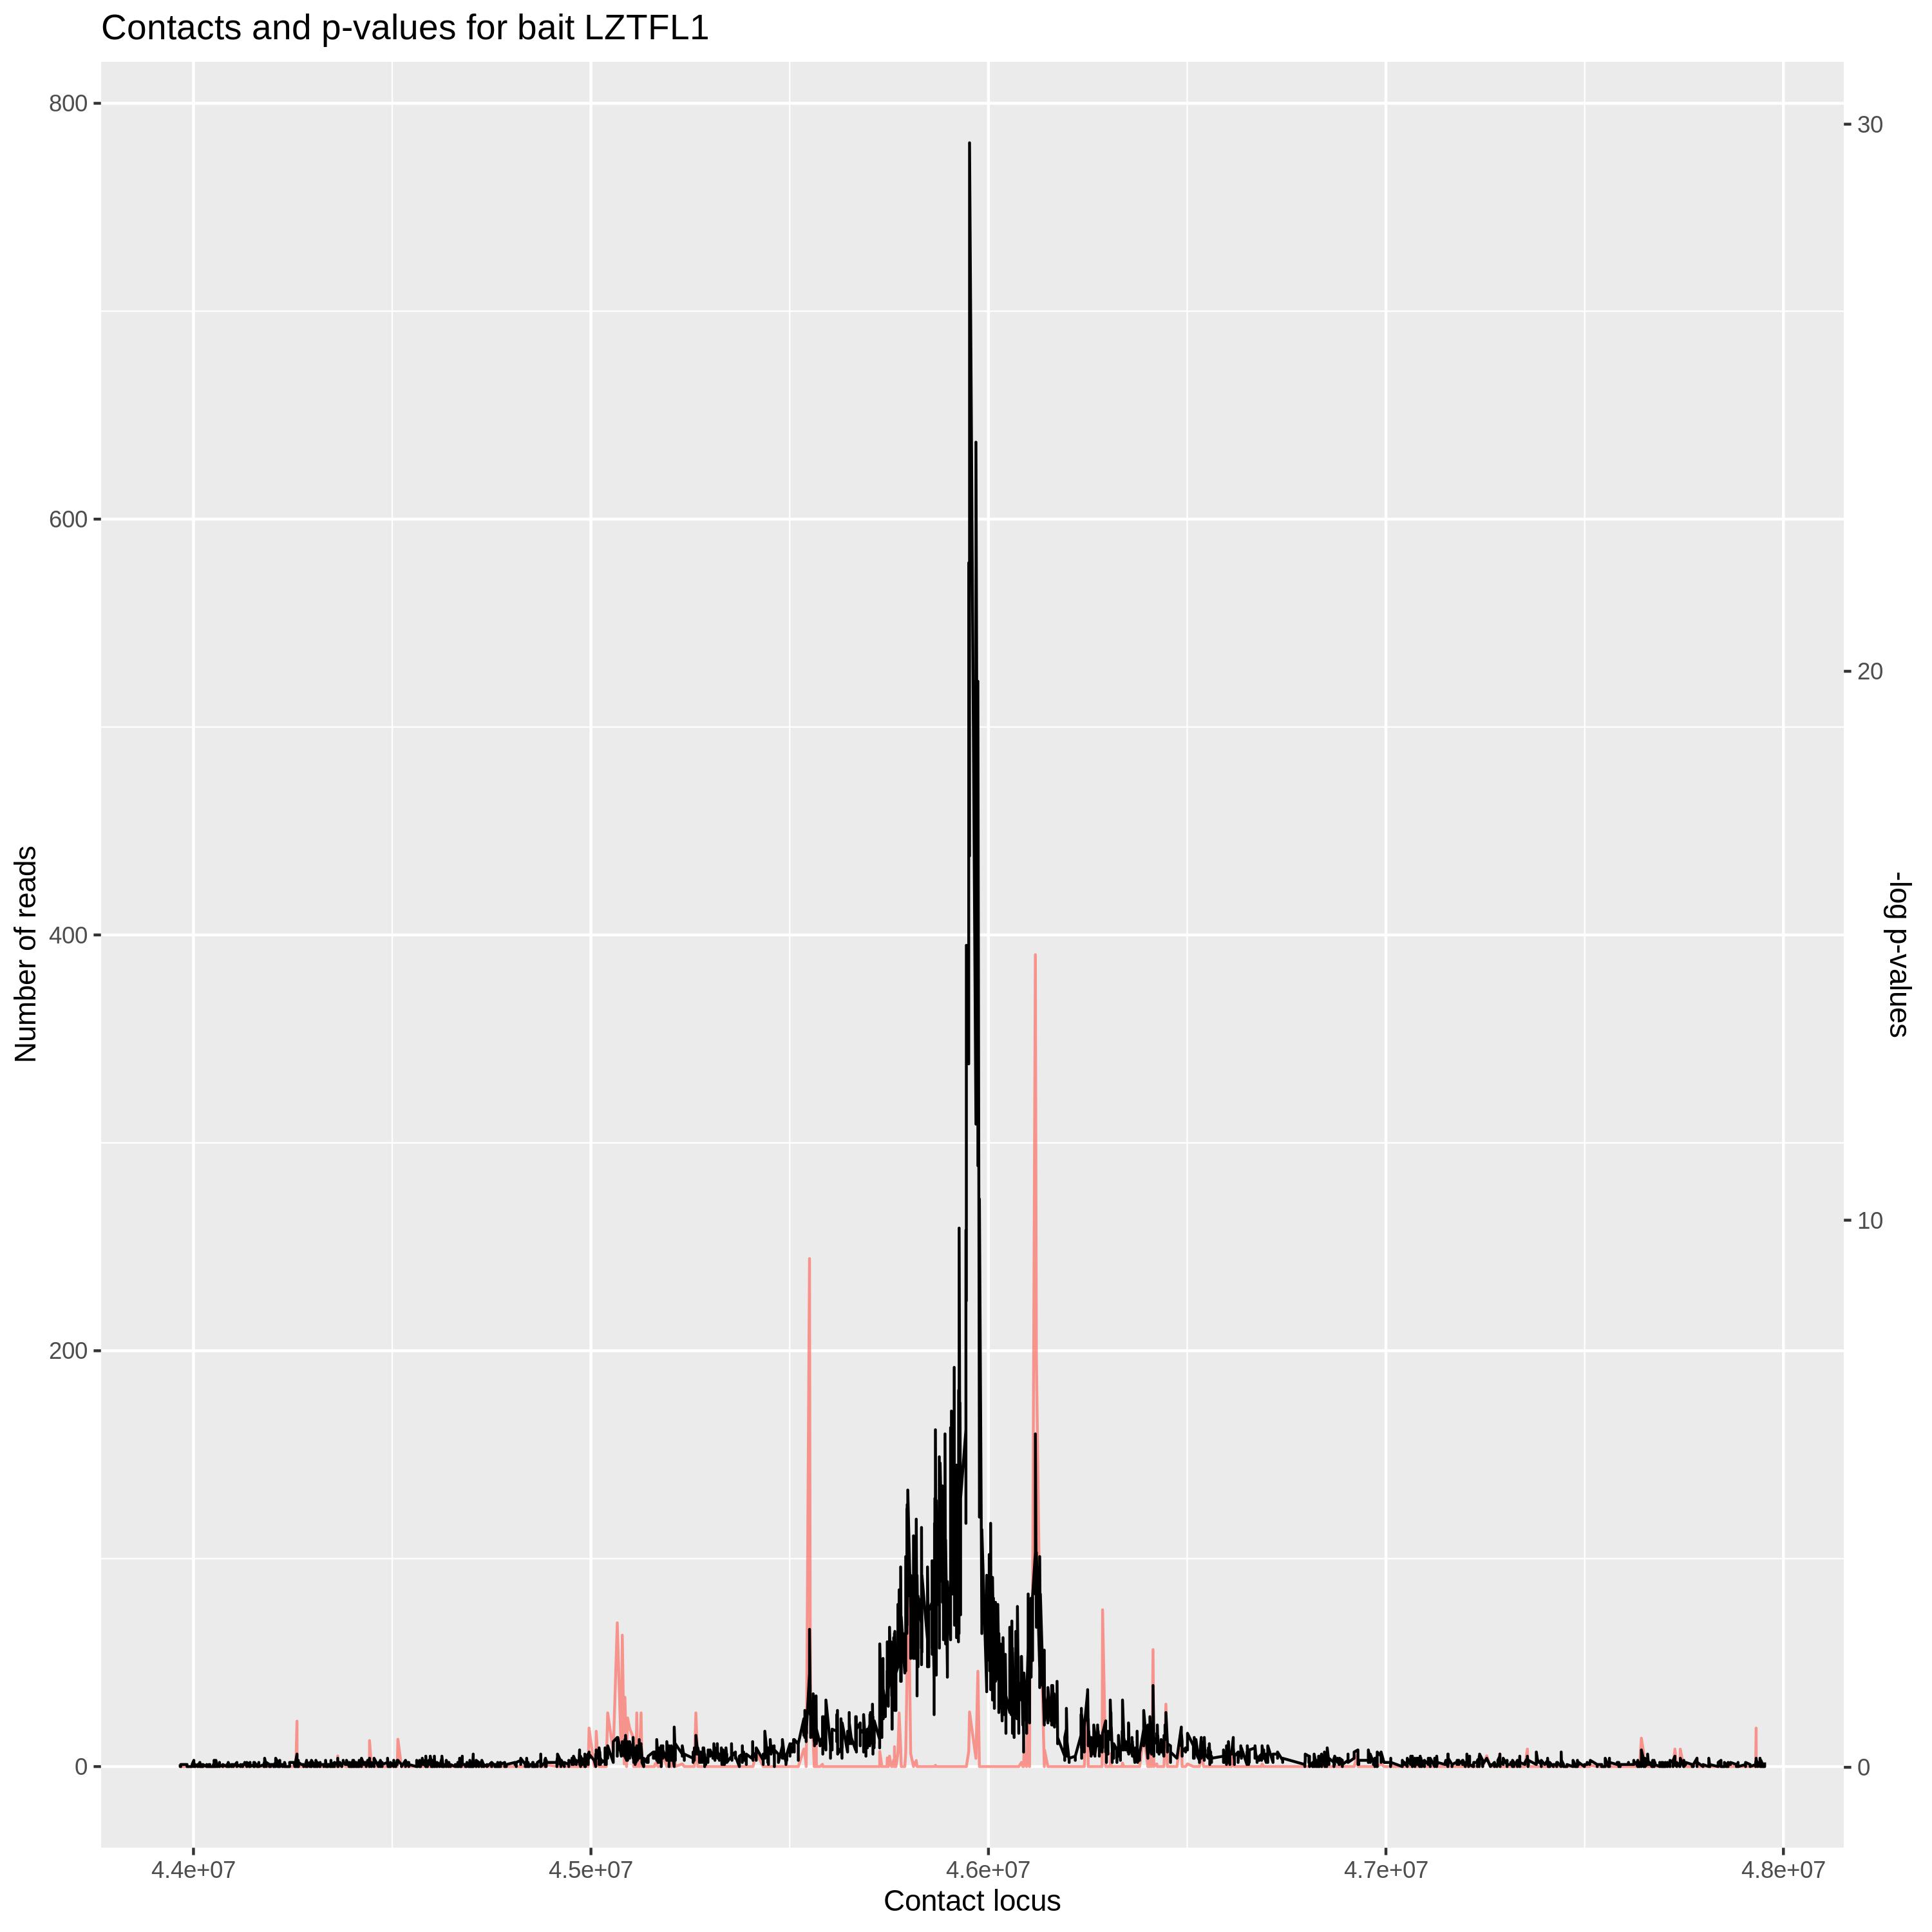 Contacts and p-values for bait LZTFL1
800
600
400
200
0
30
20
10
0
Number of reads
-log p-values
4.4e+07 4.5e+07 4.6e+07 4.7e+07 4.8e+07
Contact locus